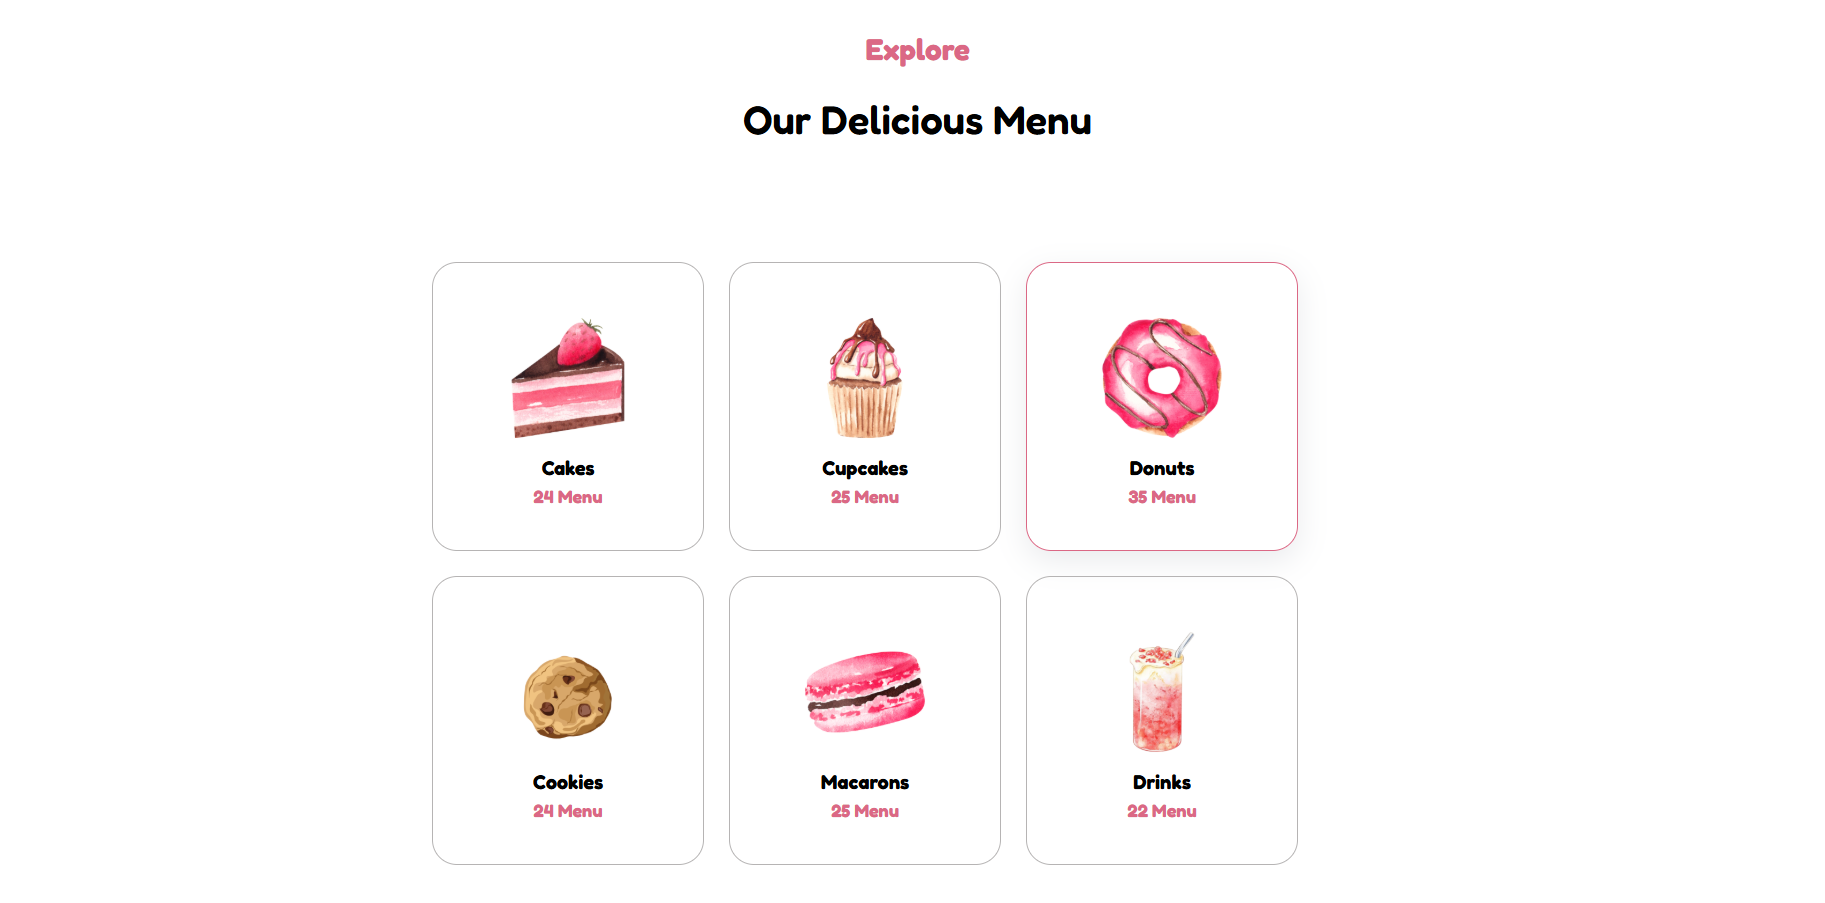 Explore
Our Delicious Menu
Cakes
24 Menu
Cupcakes
25 Menu
Donuts
35 Menu
Cookies
24 Menu
Macarons
25 Menu
Drinks
22 Menu